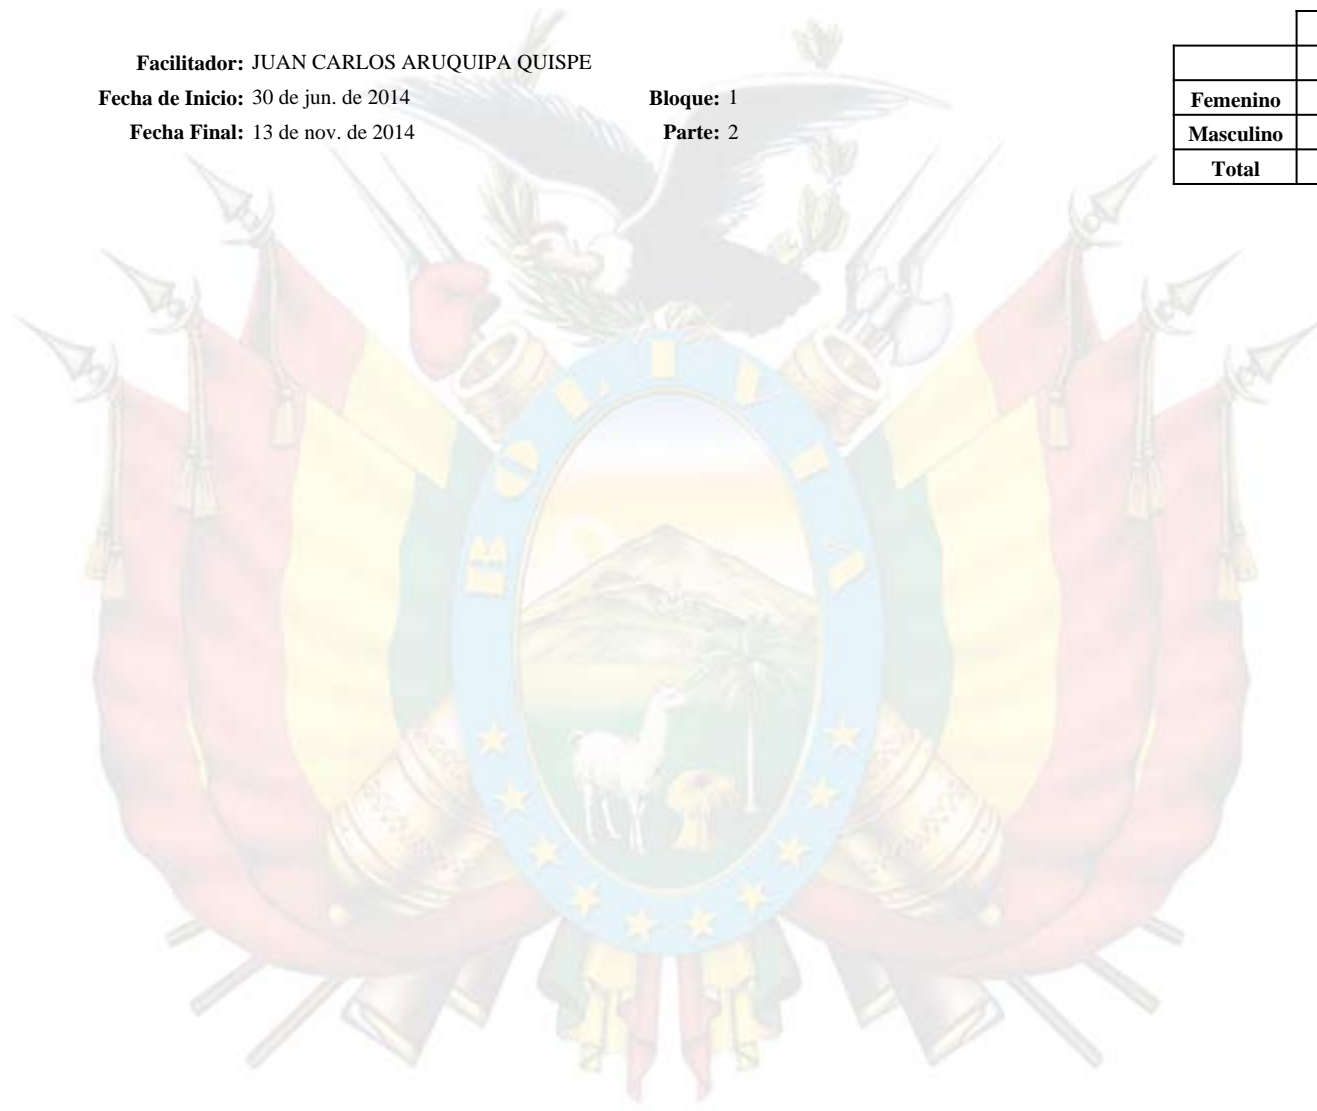 Facilitador: JUAN CARLOS ARUQUIPA QUISPE
Fecha de Inicio: 30 de jun. de 2014 Bloque: 1
Fecha Final: 13 de nov. de 2014 Parte: 2
Femenino
Masculino
Total
BOLIVIA